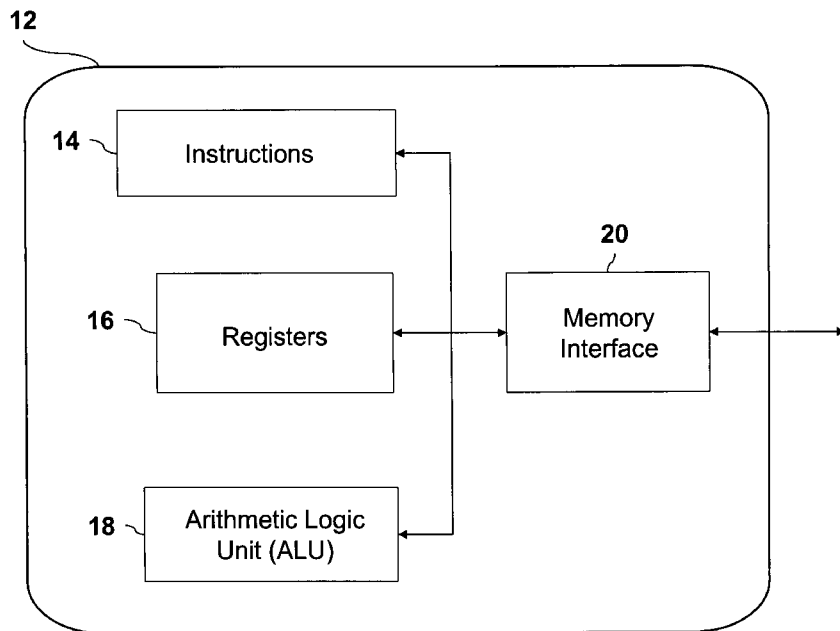 12
14
Instructions
20
16
Registers
Memory
Interface
18
Arithmetic Logic
Unit (ALU)